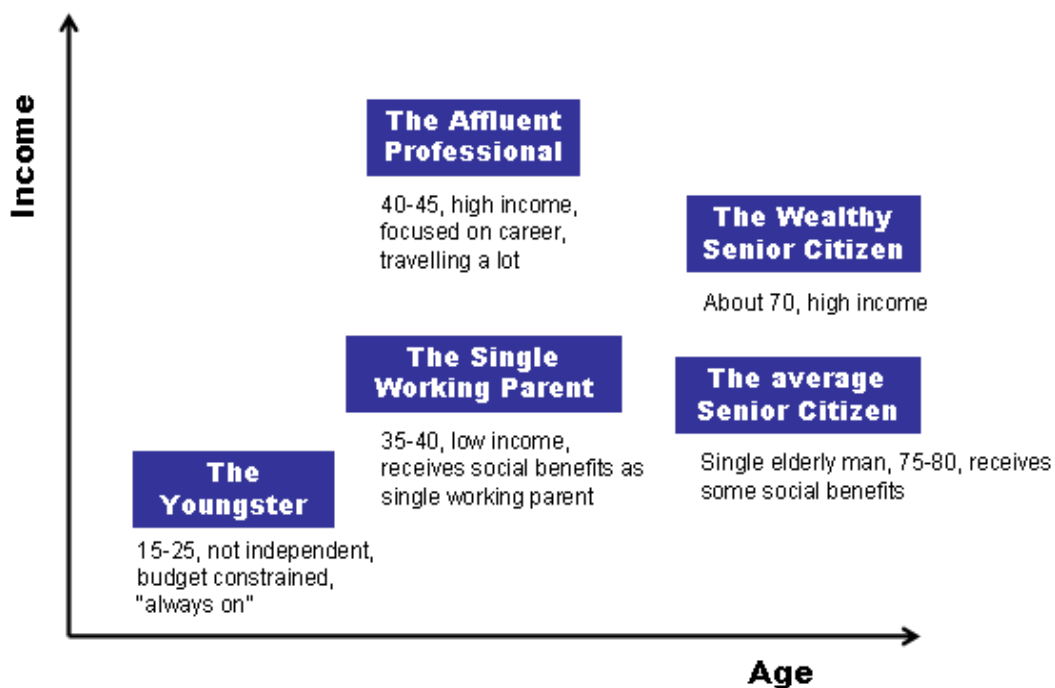 Income
The Affluent
Professional
40-45, high income,
focused on career,
travelling a lot
The Wealthy
Senior Citizen
About 70, high income
The Single
Working Parent
35-40, low income,
receives social benefits as
single working parent
The average
Senior Citizen
Single elderly man, 75-80, receives
some social benefits
The
Youngster
15-25, not independent,
budget constrained,
"always on"
Age